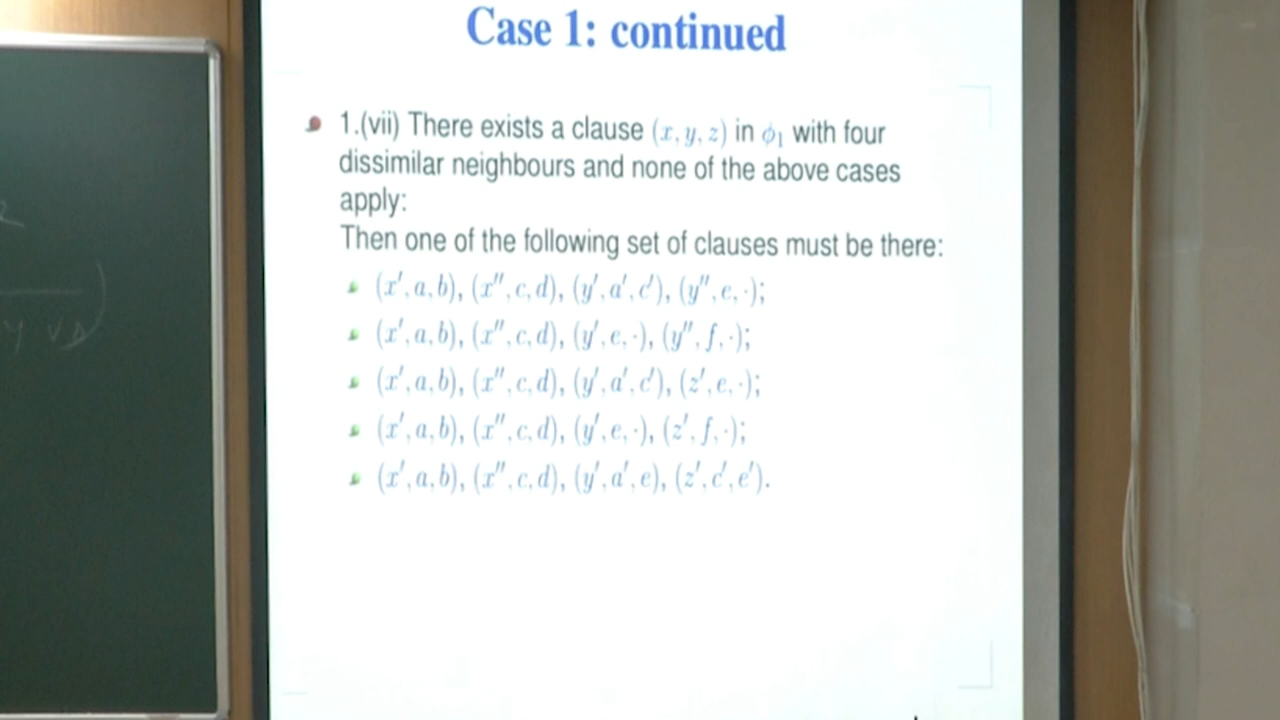 Case 1: continued
1.(vii) There exists a clause (x, y, z) in ϕ₁ with four
dissimilar neighbours and none of the above cases
apply:
Then one of the following set of clauses must be there:
(x′, a, b), (x″, c, d), (y′, a′, c′), (y″, e, ·);
(x′, a, b), (x″, c, d), (y′, e, ·), (y″, f, ·);
(x′, a, b), (x″, c, d), (y′, a′, c′), (z′, e, ·);
(x′, a, b), (x″, c, d), (y′, e, ·), (z′, f, ·);
(x′, a, b), (x″, c, d), (y′, a′, e), (z′, c′, e′).